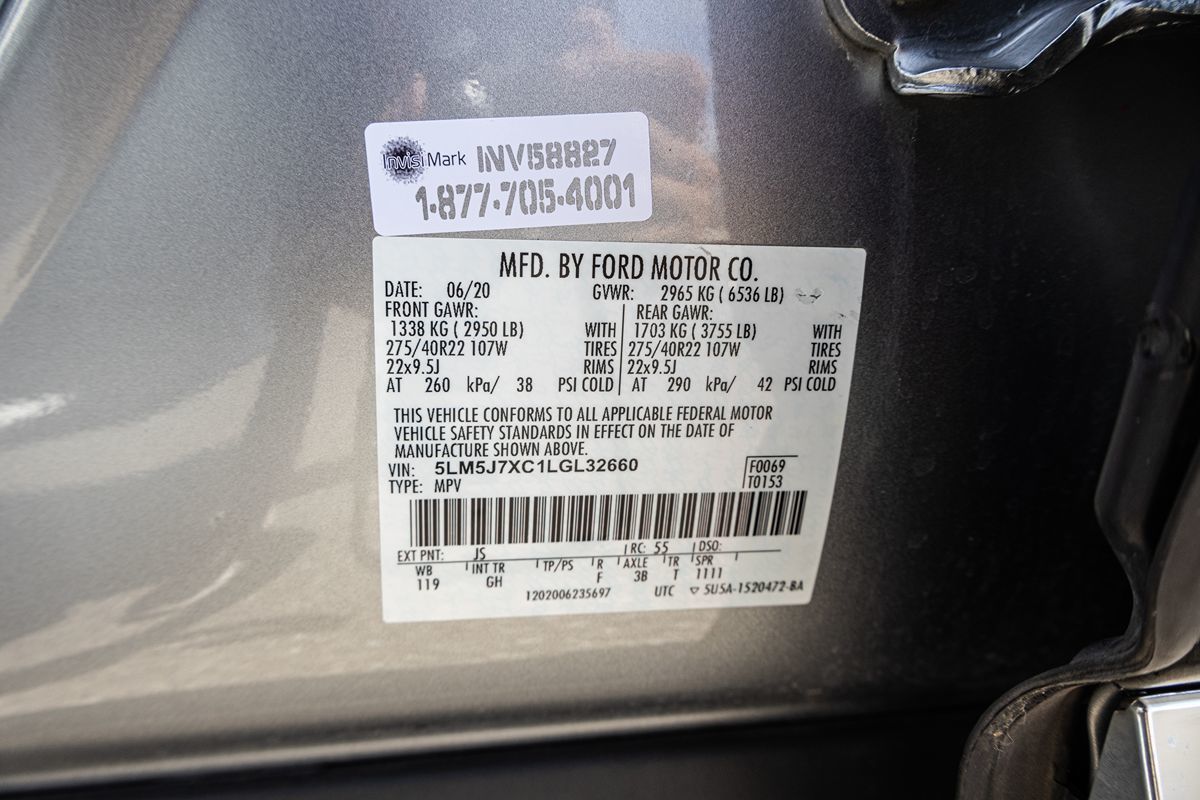 InvisiMark INV58827
1-877-705-4001
MFD. BY FORD MOTOR CO.
DATE: 06/20 GVWR: 2965 KG ( 6536 LB)
FRONT GAWR: REAR GAWR:
1338 KG ( 2950 LB) WITH 1703 KG ( 3755 LB) WITH
275/40R22 107W TIRES 275/40R22 107W TIRES
22x9.5J RIMS 22x9.5J RIMS
AT 260 kPa/ 38 PSI COLD AT 290 kPa/ 42 PSI COLD
THIS VEHICLE CONFORMS TO ALL APPLICABLE FEDERAL MOTOR
VEHICLE SAFETY STANDARDS IN EFFECT ON THE DATE OF
MANUFACTURE SHOWN ABOVE.
VIN: 5LM5J7XC1LGL32660 F0069
TYPE: MPV T0153
EXT PNT: JS RC: 55 DSO:
WB INT TR TP/PS R AXLE TR SPR
119 GH F 3B T 1111
1202006235697 UTC ▽ 5USA-1520472-BA